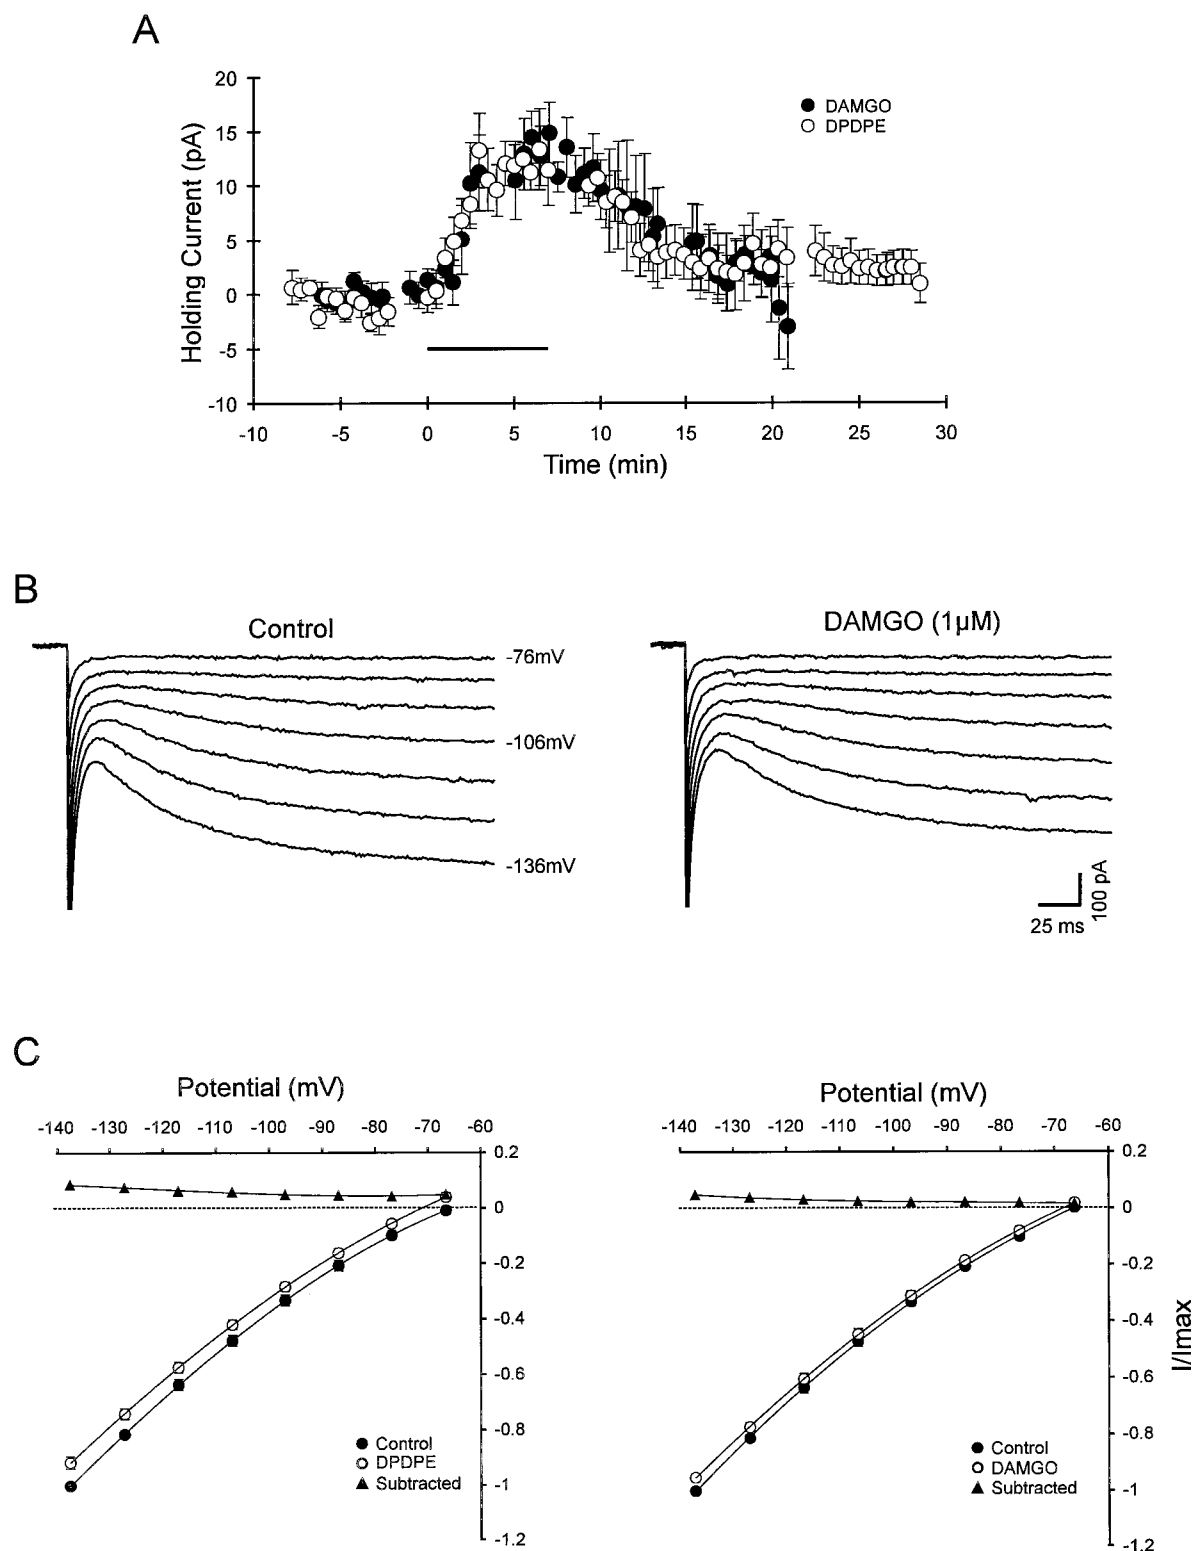 A
20
15
10
5
0
-5
-10
Holding Current (pA)
DAMGO
DPDPE
-10 -5 0 5 10 15 20 25 30
Time (min)
B
Control
-76mV
-106mV
-136mV
DAMGO (1µM)
100 pA
25 ms
C
Potential (mV)
-140 -130 -120 -110 -100 -90 -80 -70 -60
0.2
0
-0.2
-0.4
-0.6
-0.8
-1
-1.2
Control
DPDPE
Subtracted
Potential (mV)
-140 -130 -120 -110 -100 -90 -80 -70 -60
0.2
0
-0.2
-0.4
-0.6
-0.8
-1
-1.2
I/Imax
Control
DAMGO
Subtracted